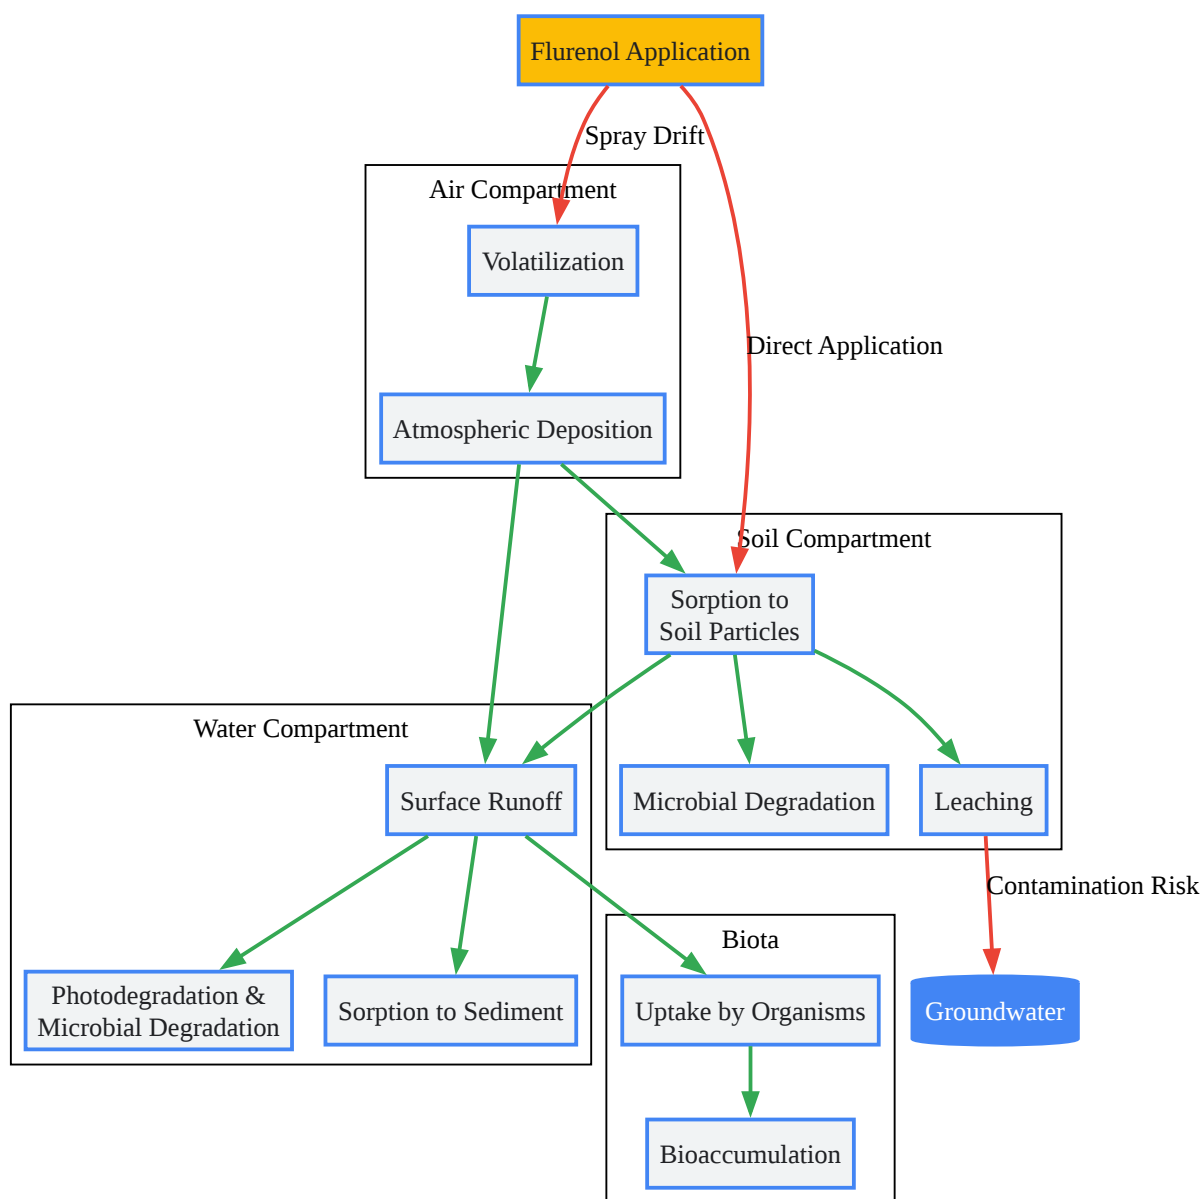 Flurenol Application
Spray Drift
Air Compartment
Volatilization
Direct Application
Atmospheric Deposition
Soil Compartment
Sorption to
Soil Particles
Water Compartment
Surface Runoff
Microbial Degradation
Leaching
Contamination Risk
Biota
Photodegradation &
Microbial Degradation
Sorption to Sediment
Uptake by Organisms
Groundwater
Bioaccumulation